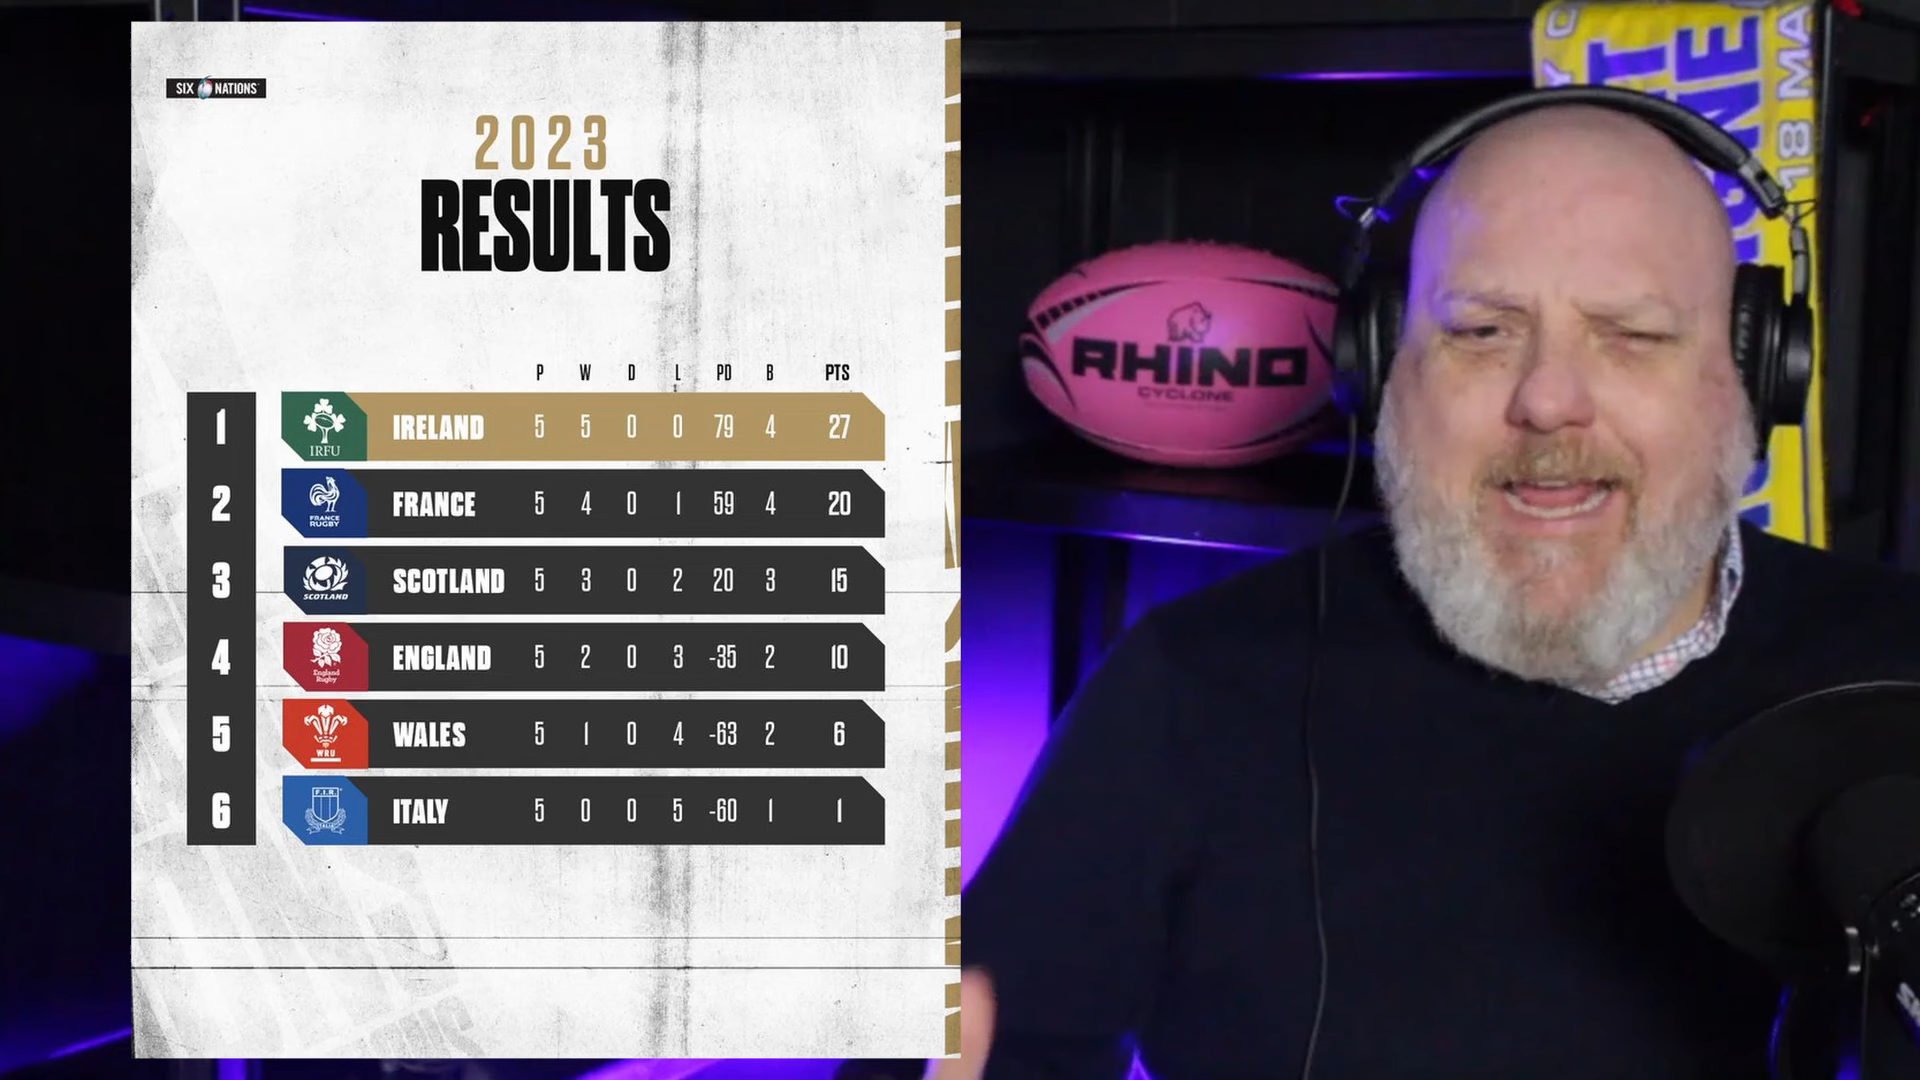 SIX NATIONS
2023
RESULTS
P W D L PD B PTS
1 IRFU IRELAND 5 5 0 0 79 4 27
2 FRANCE RUGBY FRANCE 5 4 0 1 59 4 20
3 SCOTLAND SCOTLAND 5 3 0 2 20 3 15
4 England Rugby ENGLAND 5 2 0 3 -35 2 10
5 WRU WALES 5 1 0 4 -63 2 6
6 F.I.R. ITALY 5 0 0 5 -60 1 1
RHINO
CYCLONE
18 MA